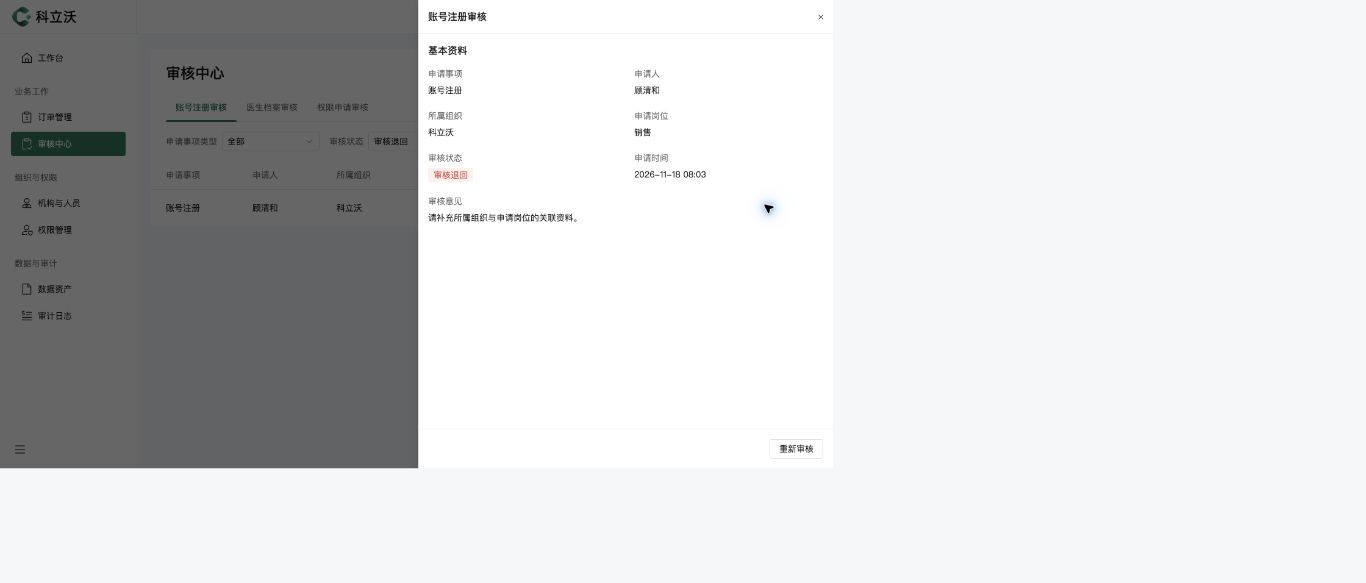 科立沃
工作台
业务工作
订单管理
审核中心
组织与权限
机构与人员
权限管理
数据与审计
数据资产
审计日志
审核中心
账号注册审核 医生档案审核 权限申请审核
申请事项类型 全部 审核状态 审核退回
申请事项 申请人 所属组织
账号注册 顾清和 科立沃
账号注册审核
基本资料
申请事项 申请人
账号注册 顾清和
所属组织 申请岗位
科立沃 销售
审核状态 申请时间
审核退回 2026-11-18 08:03
审核意见
请补充所属组织与申请岗位的关联资料。
重新审核